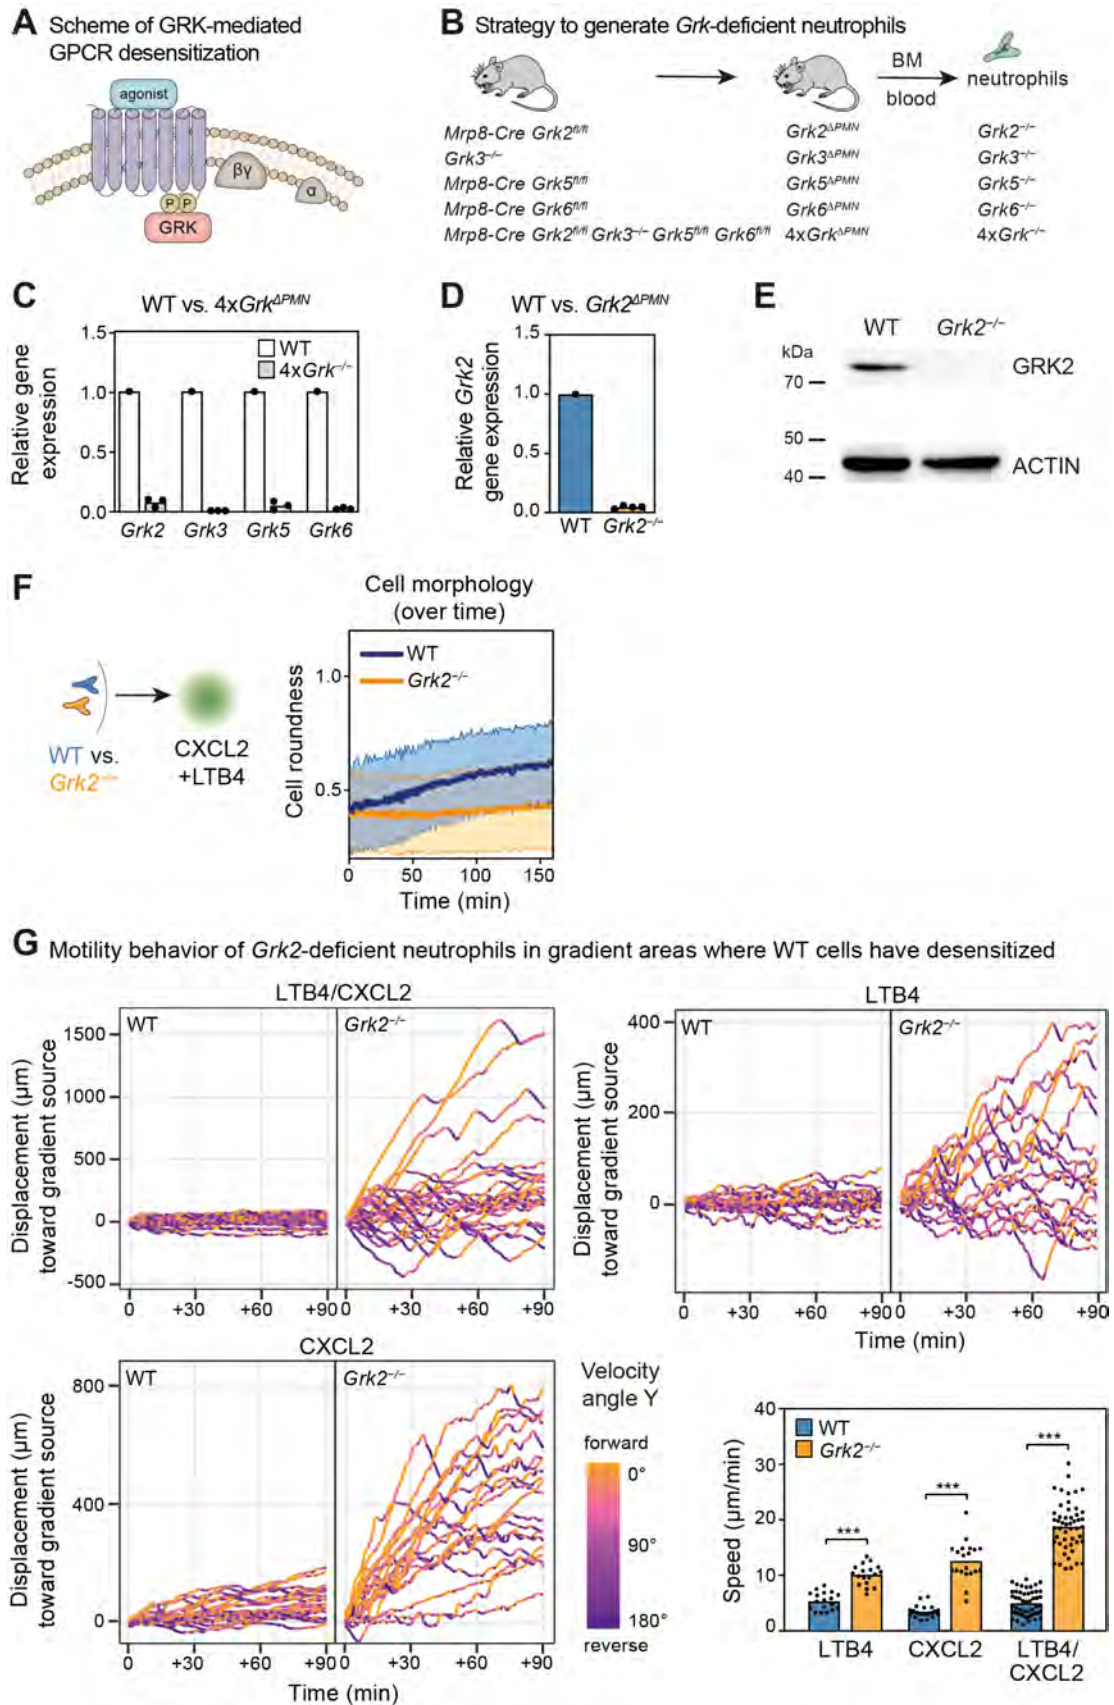 A Scheme of GRK-mediated
GPCR desensitization
agonist
βγ
α
P P
GRK
B Strategy to generate Grk-deficient neutrophils
BM
blood
neutrophils
Mrp8-Cre Grk2fl/fl Grk2ΔPMN Grk2–/–
Grk3–/– Grk3ΔPMN Grk3–/–
Mrp8-Cre Grk5fl/fl Grk5ΔPMN Grk5–/–
Mrp8-Cre Grk6fl/fl Grk6ΔPMN Grk6–/–
Mrp8-Cre Grk2fl/fl Grk3–/– Grk5fl/fl Grk6fl/fl 4xGrkΔPMN 4xGrk–/–
C
WT vs. 4xGrkΔPMN
Relative gene
expression
1.5
1.0
0.5
0.0
WT
4xGrk–/–
Grk2 Grk3 Grk5 Grk6
D
WT vs. Grk2ΔPMN
Relative Grk2
gene expression
1.5
1.0
0.5
0.0
WT Grk2–/–
E
WT Grk2–/–
kDa
70
50
40
GRK2
ACTIN
F
WT vs.
Grk2–/–
CXCL2
+LTB4
Cell morphology
(over time)
WT
Grk2–/–
Cell roundness
1.0
0.5
0 50 100 150
Time (min)
G Motility behavior of Grk2-deficient neutrophils in gradient areas where WT cells have desensitized
LTB4/CXCL2
WT Grk2–/–
Displacement (µm)
toward gradient source
1500
1000
500
0
-500
0 +30 +60 +90 0 +30 +60 +90
LTB4
WT Grk2–/–
Displacement (µm)
toward gradient source
400
200
0
0 +30 +60 +90 0 +30 +60 +90
Time (min)
CXCL2
WT Grk2–/–
Displacement (µm)
toward gradient source
800
400
0
0 +30 +60 +90 0 +30 +60 +90
Time (min)
Velocity
angle Y
forward
0°
90°
180°
reverse
Speed (µm/min)
40
30
20
10
0
WT
Grk2–/–
***
***
***
LTB4 CXCL2 LTB4/
CXCL2